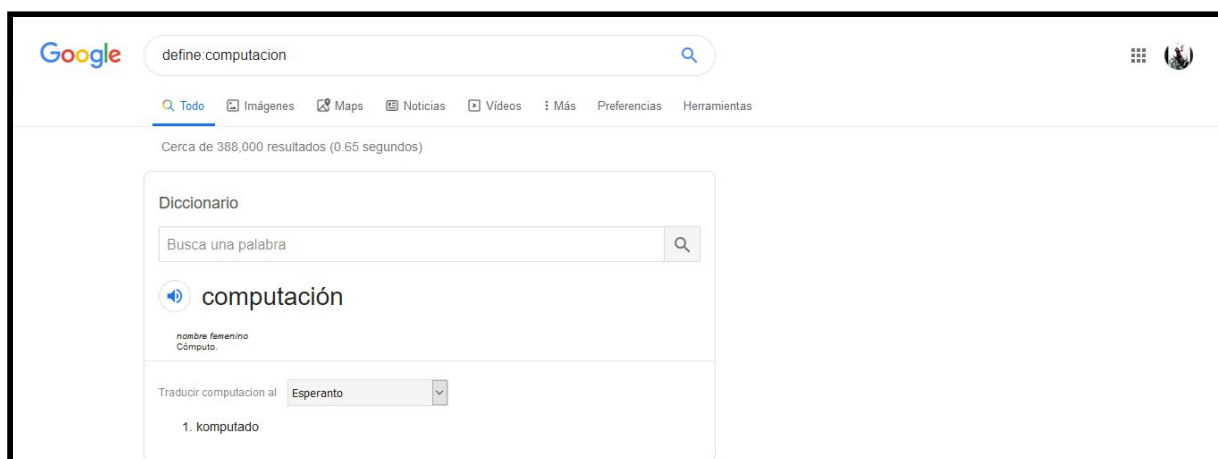 Google define:computacion
Todo Imágenes Maps Noticias Vídeos Más Preferencias Herramientas
Cerca de 388,000 resultados (0.65 segundos)
Diccionario
Busca una palabra
computación
nombre femenino
Cómputo.
Traducir computacion al Esperanto
1. komputado